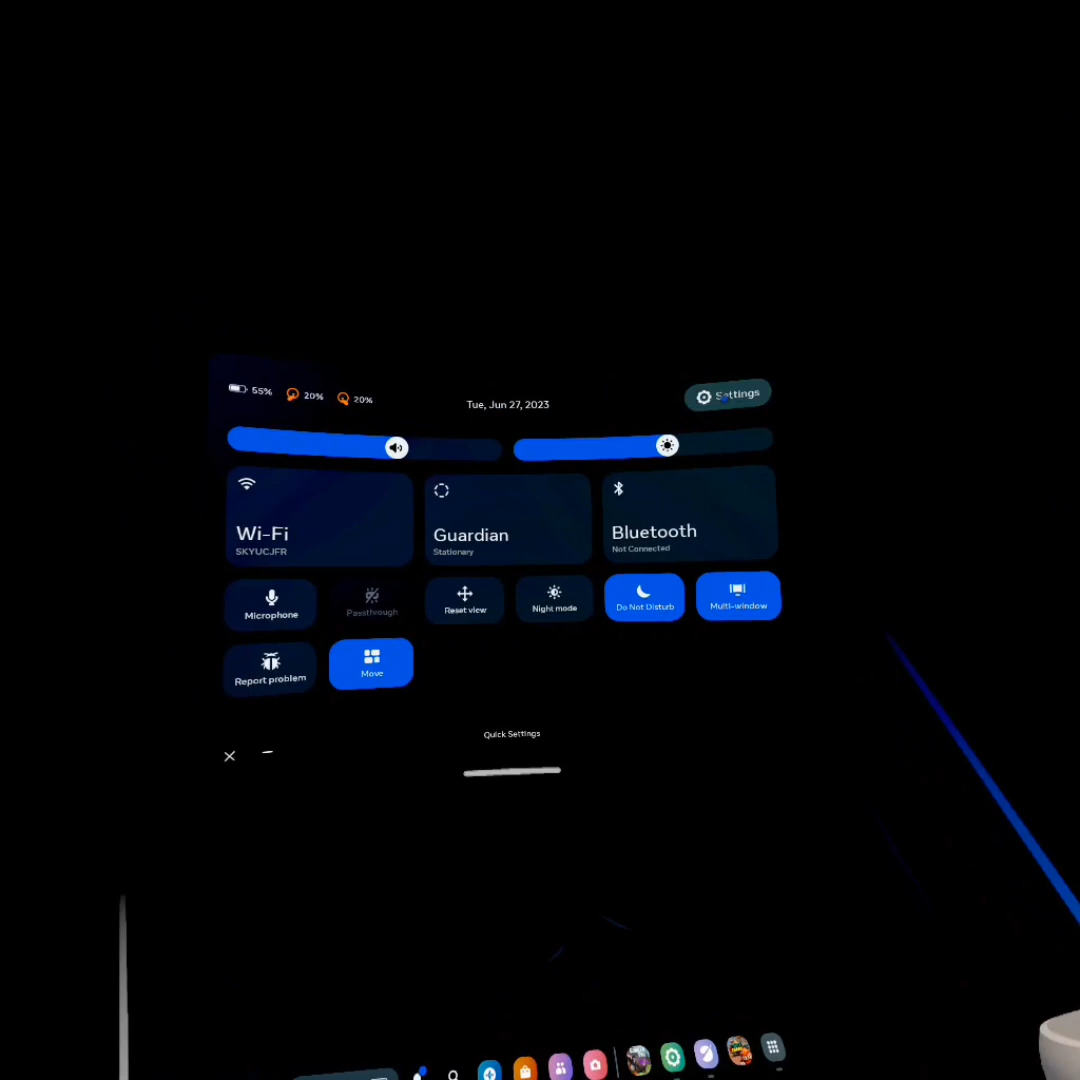 55% 20% 20%
Tue, Jun 27, 2023
Settings
Wi-Fi
SKYUCJFR
Guardian
Stationary
Bluetooth
Not Connected
Microphone
Passthrough
Reset view
Night mode
Do Not Disturb
Multi-window
Report problem
Move
Quick Settings